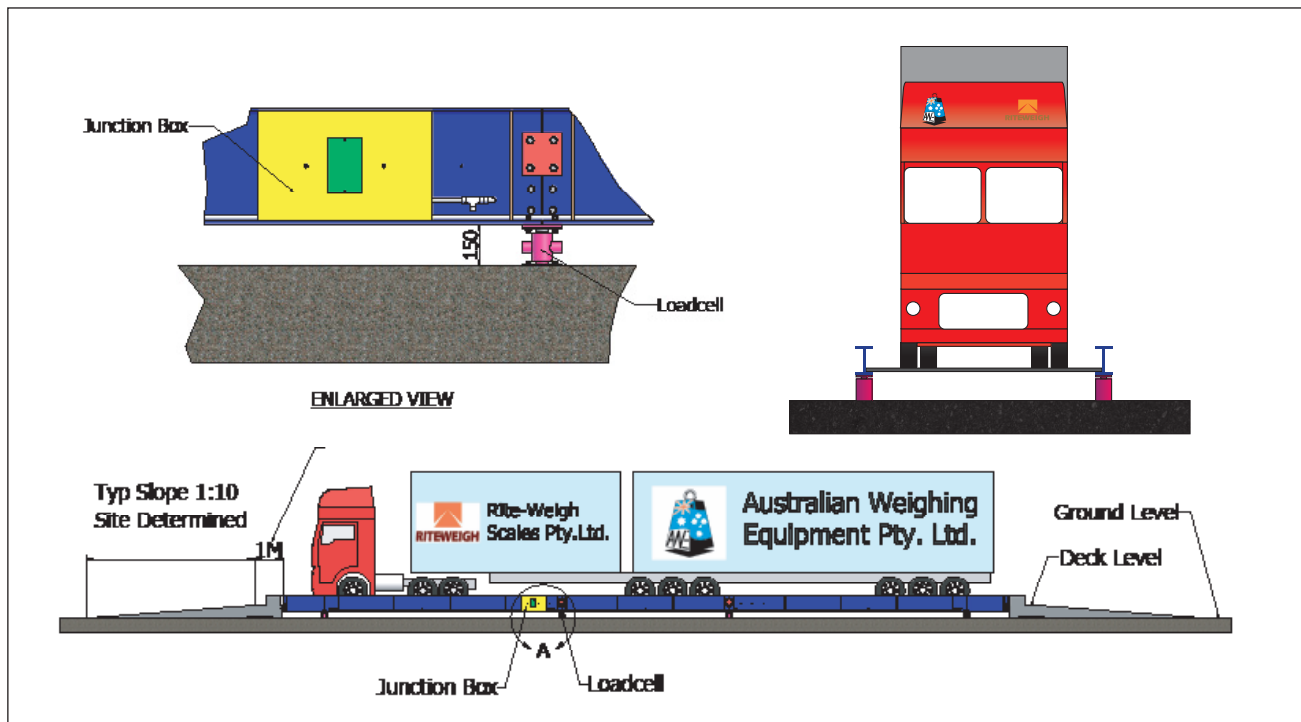 Junction Box
150
Loadcell
ENLARGED VIEW
RITEWEIGH
Typ Slope 1:10
Site Determined
1M
RITEWEIGH
Rite-Weigh
Scales Pty.Ltd.
Australian Weighing
Equipment Pty. Ltd.
Ground Level
Deck Level
A
Junction Box
Loadcell